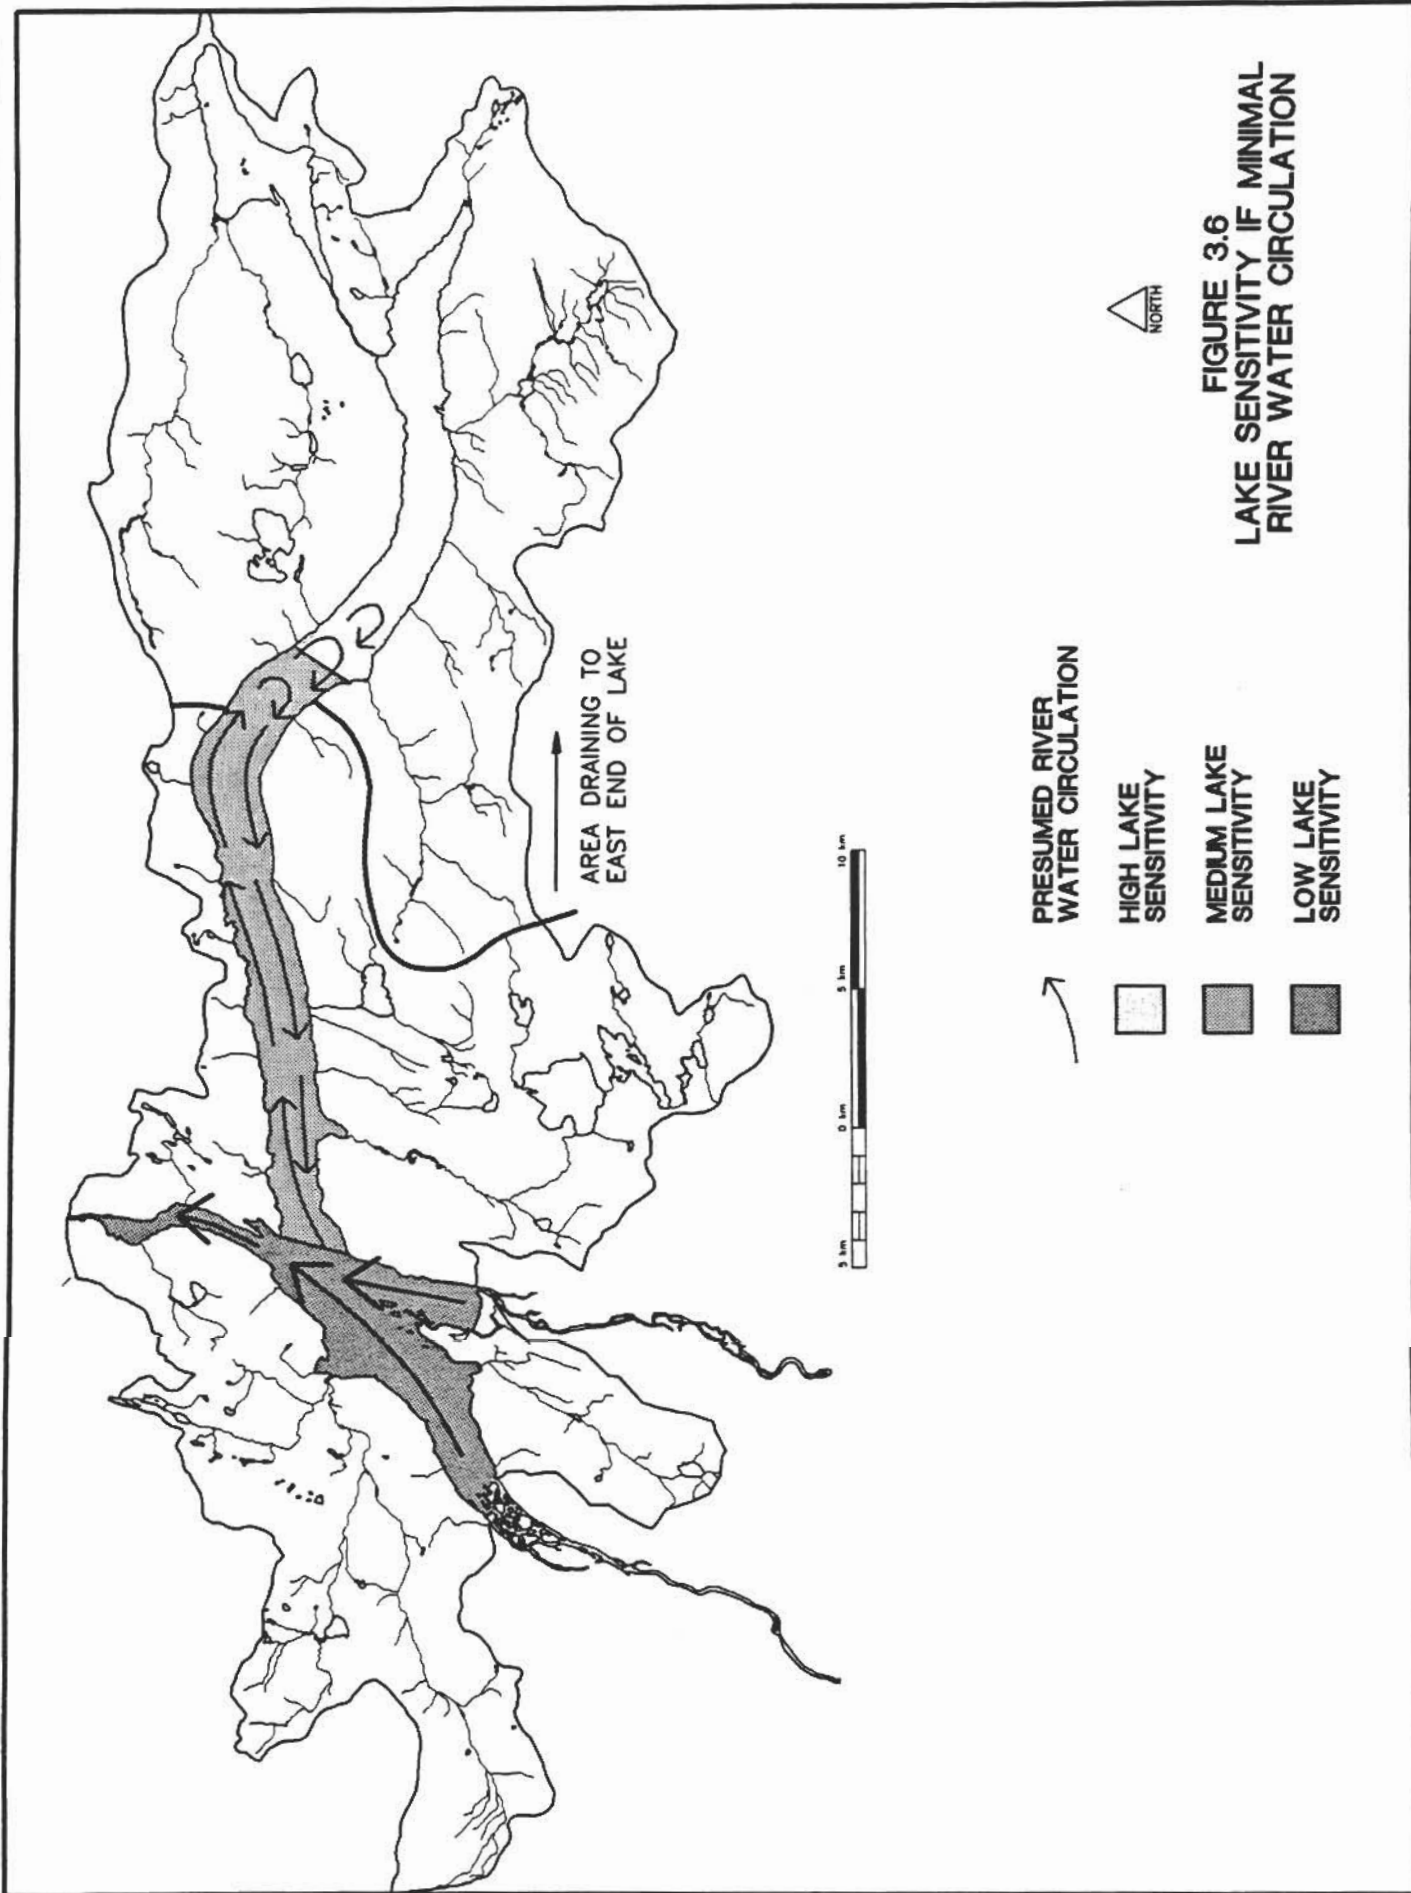 AREA DRAINING TO
EAST END OF LAKE
5 km
0 km
5 km
10 km
PRESUMED RIVER
WATER CIRCULATION
HIGH LAKE
SENSITIVITY
MEDIUM LAKE
SENSITIVITY
LOW LAKE
SENSITIVITY
NORTH
FIGURE 3.6
LAKE SENSITIVITY IF MINIMAL
RIVER WATER CIRCULATION